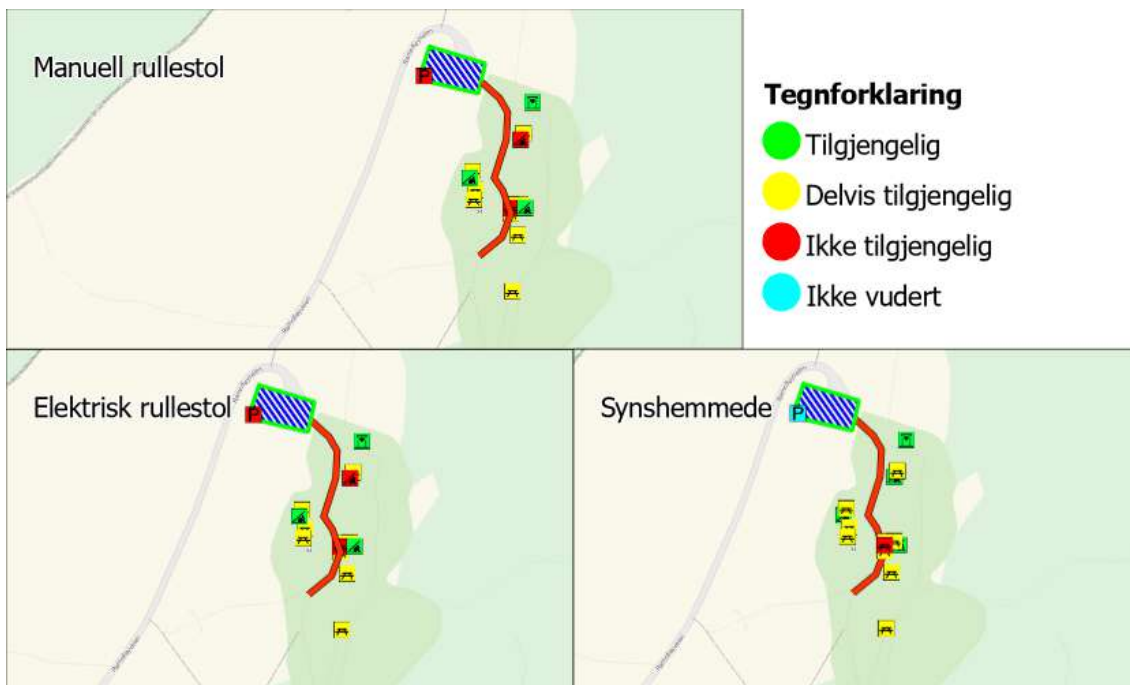 Manuell rullestol
P
Tegnforklaring
Tilgjengelig
Delvis tilgjengelig
Ikke tilgjengelig
Ikke vudert
Elektrisk rullestol
P
Synshemmede
P